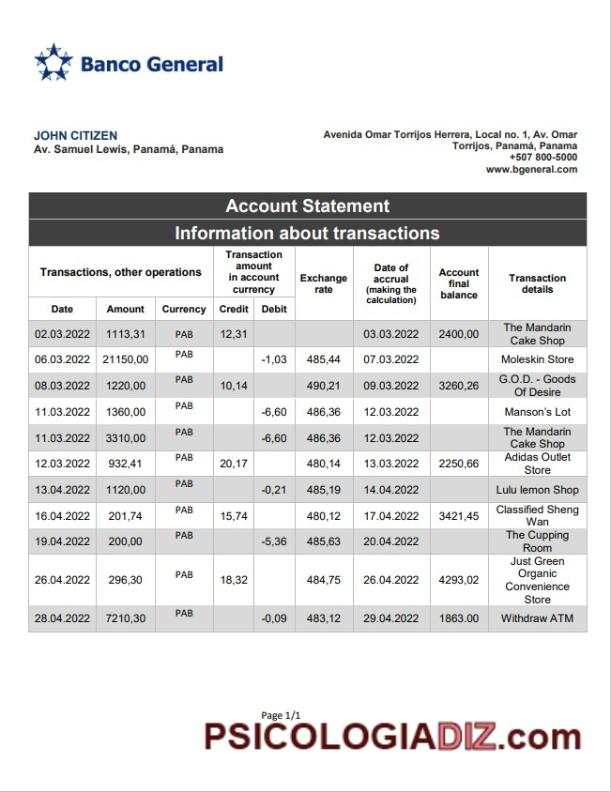 Banco General
JOHN CITIZEN
Av. Samuel Lewis, Panamá, Panama
Avenida Omar Torrijos Herrera, Local no. 1, Av. Omar
Torrijos, Panamá, Panama
+507 800-5000
www.bgeneral.com
Account Statement
Information about transactions
Transactions, other operations
Transaction
amount
in account
currency
Exchange
rate
Date of
accrual
(making the
calculation)
Account
final
balance
Transaction
details
Date Amount Currency Credit Debit
02.03.2022 1113,31 PAB 12,31 03.03.2022 2400,00 The Mandarin
Cake Shop
06.03.2022 21150,00 PAB -1,03 485,44 07.03.2022 Moleskin Store
08.03.2022 1220,00 PAB 10,14 490,21 09.03.2022 3260,26 G.O.D. - Goods
Of Desire
11.03.2022 1360,00 PAB -6,60 486,36 12.03.2022 Manson's Lot
11.03.2022 3310,00 PAB -6,60 486,36 12.03.2022 The Mandarin
Cake Shop
12.03.2022 932,41 PAB 20,17 480,14 13.03.2022 2250,66 Adidas Outlet
Store
13.04.2022 1120,00 PAB -0,21 485,19 14.04.2022 Lulu lemon Shop
16.04.2022 201,74 PAB 15,74 480,12 17.04.2022 3421,45 Classified Sheng
Wan
19.04.2022 200,00 PAB -5,36 485,63 20.04.2022 The Cupping
Room
26.04.2022 296,30 PAB 18,32 484,75 26.04.2022 4293,02 Just Green
Organic
Convenience
Store
28.04.2022 7210,30 PAB -0,09 483,12 29.04.2022 1863.00 Withdraw ATM
Page 1/1
PSICOLOGIADIZ.com